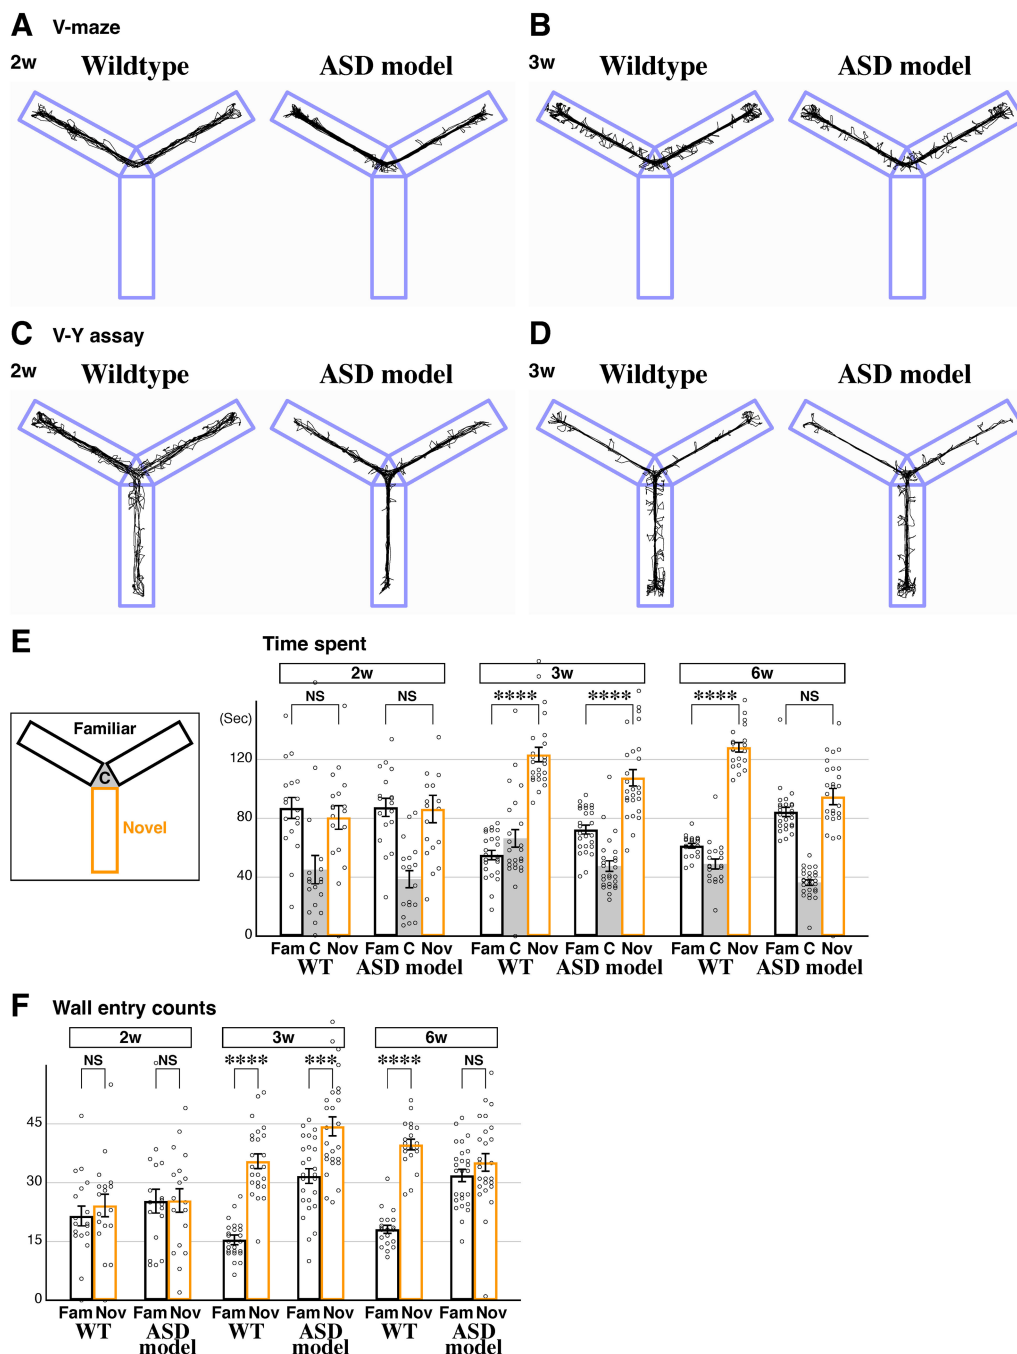 A V-maze
B
2w Wildtype ASD model
3w Wildtype ASD model
C V-Y assay
D
2w Wildtype ASD model
3w Wildtype ASD model
E
Time spent
2w 3w 6w
NS NS **** **** **** NS
(Sec)
120
80
40
0
Familiar
C
Novel
Fam C Nov Fam C Nov Fam C Nov Fam C Nov Fam C Nov Fam C Nov
WT ASD model WT ASD model WT ASD model
F Wall entry counts
2w 3w 6w
NS NS **** *** **** NS
45
30
15
0
Fam Nov Fam Nov Fam Nov Fam Nov Fam Nov Fam Nov
WT ASD model WT ASD model WT ASD model